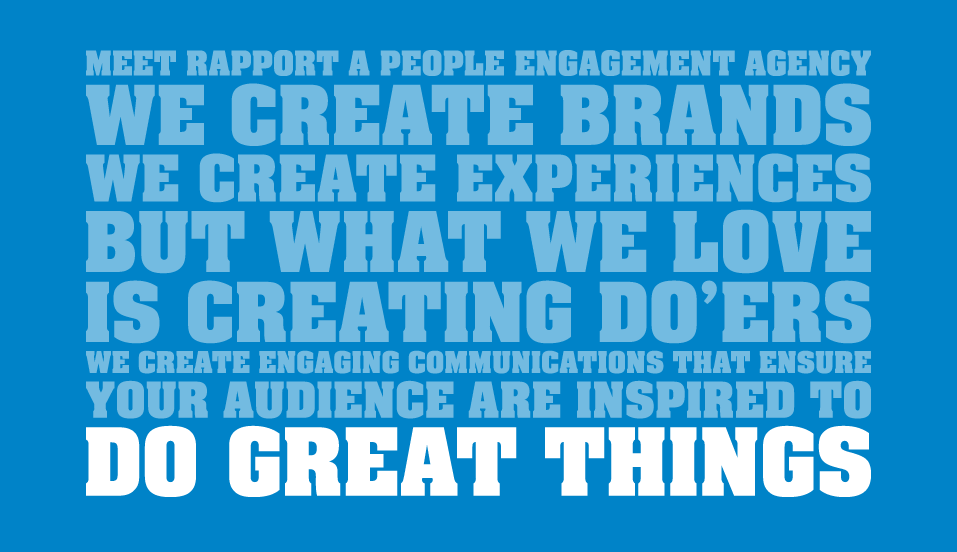 MEET RAPPORT A PEOPLE ENGAGEMENT AGENCY
WE CREATE BRANDS
WE CREATE EXPERIENCES
BUT WHAT WE LOVE
IS CREATING DO’ERS
WE CREATE ENGAGING COMMUNICATIONS THAT ENSURE
YOUR AUDIENCE ARE INSPIRED TO
DO GREAT THINGS